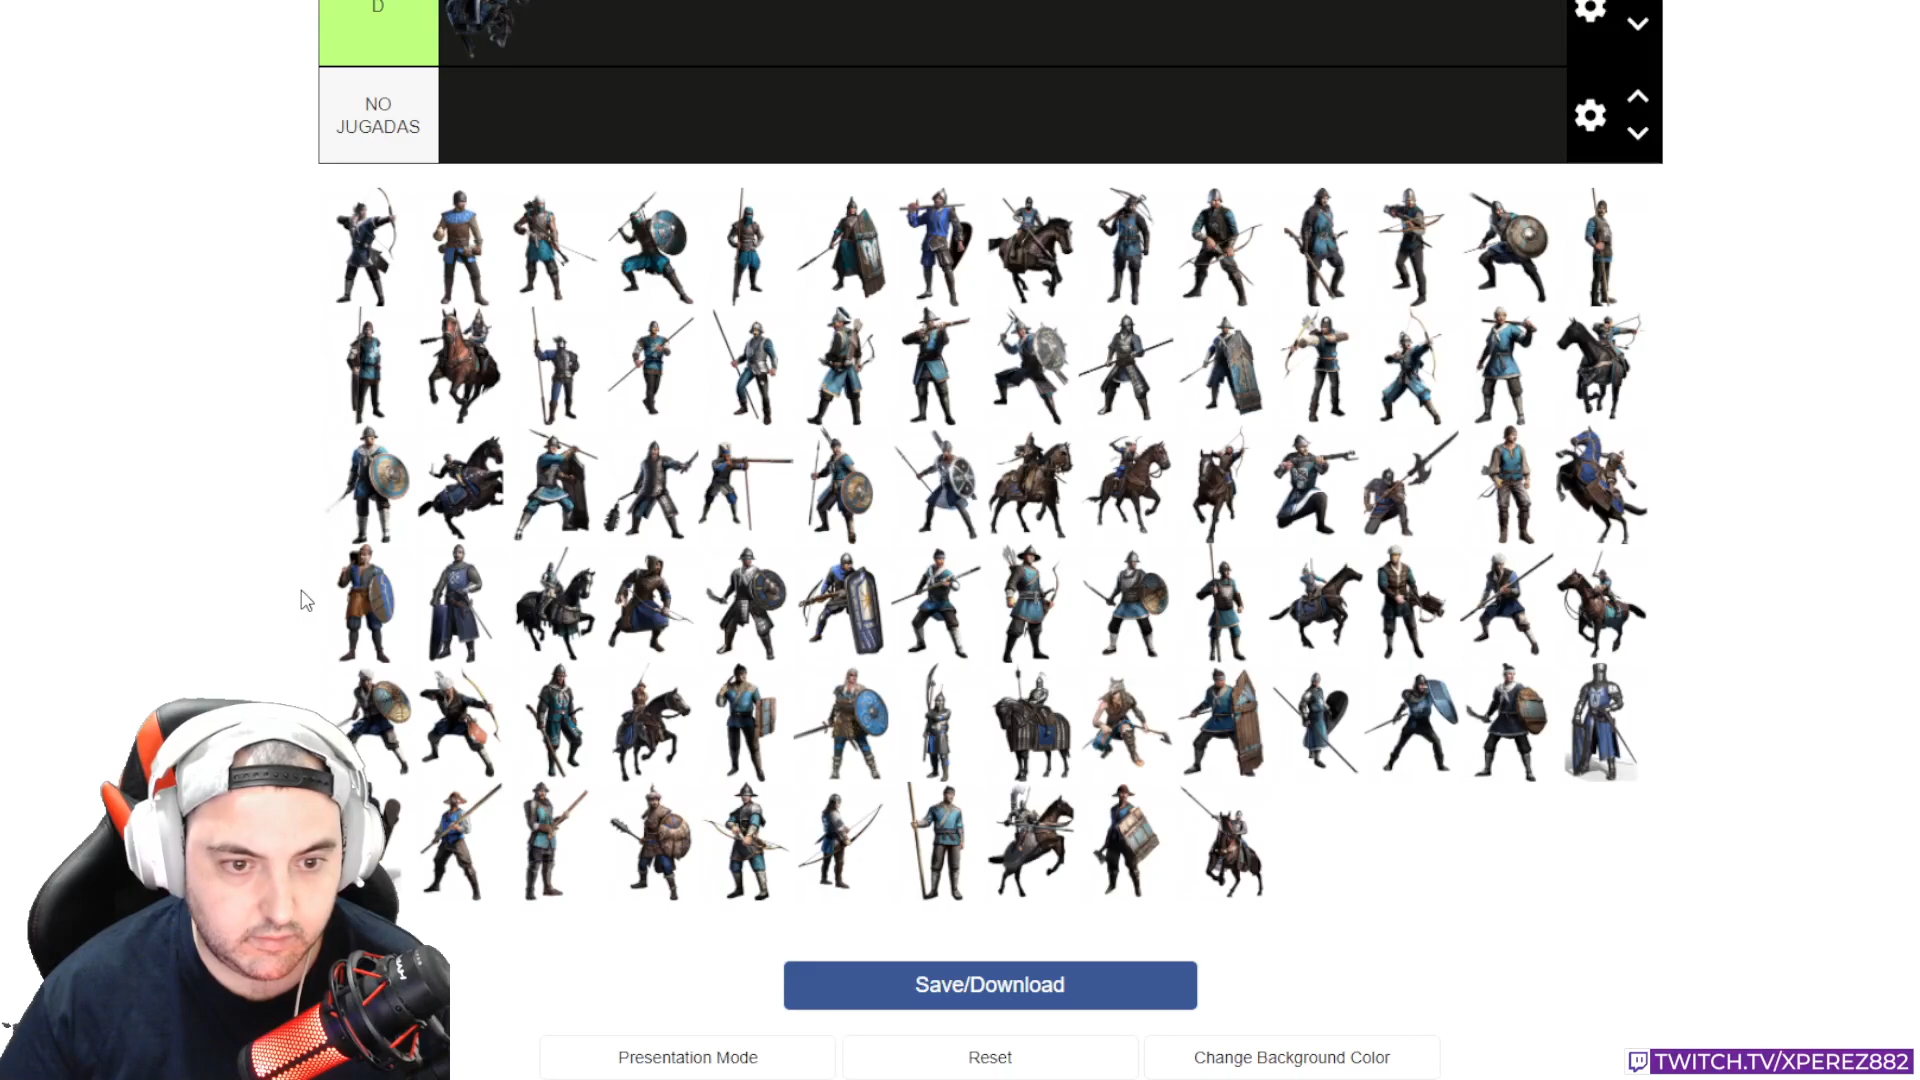 D
NO
JUGADAS
Save/Download
Presentation Mode
Reset
Change Background Color
TWITCH.TV/XPEREZ882